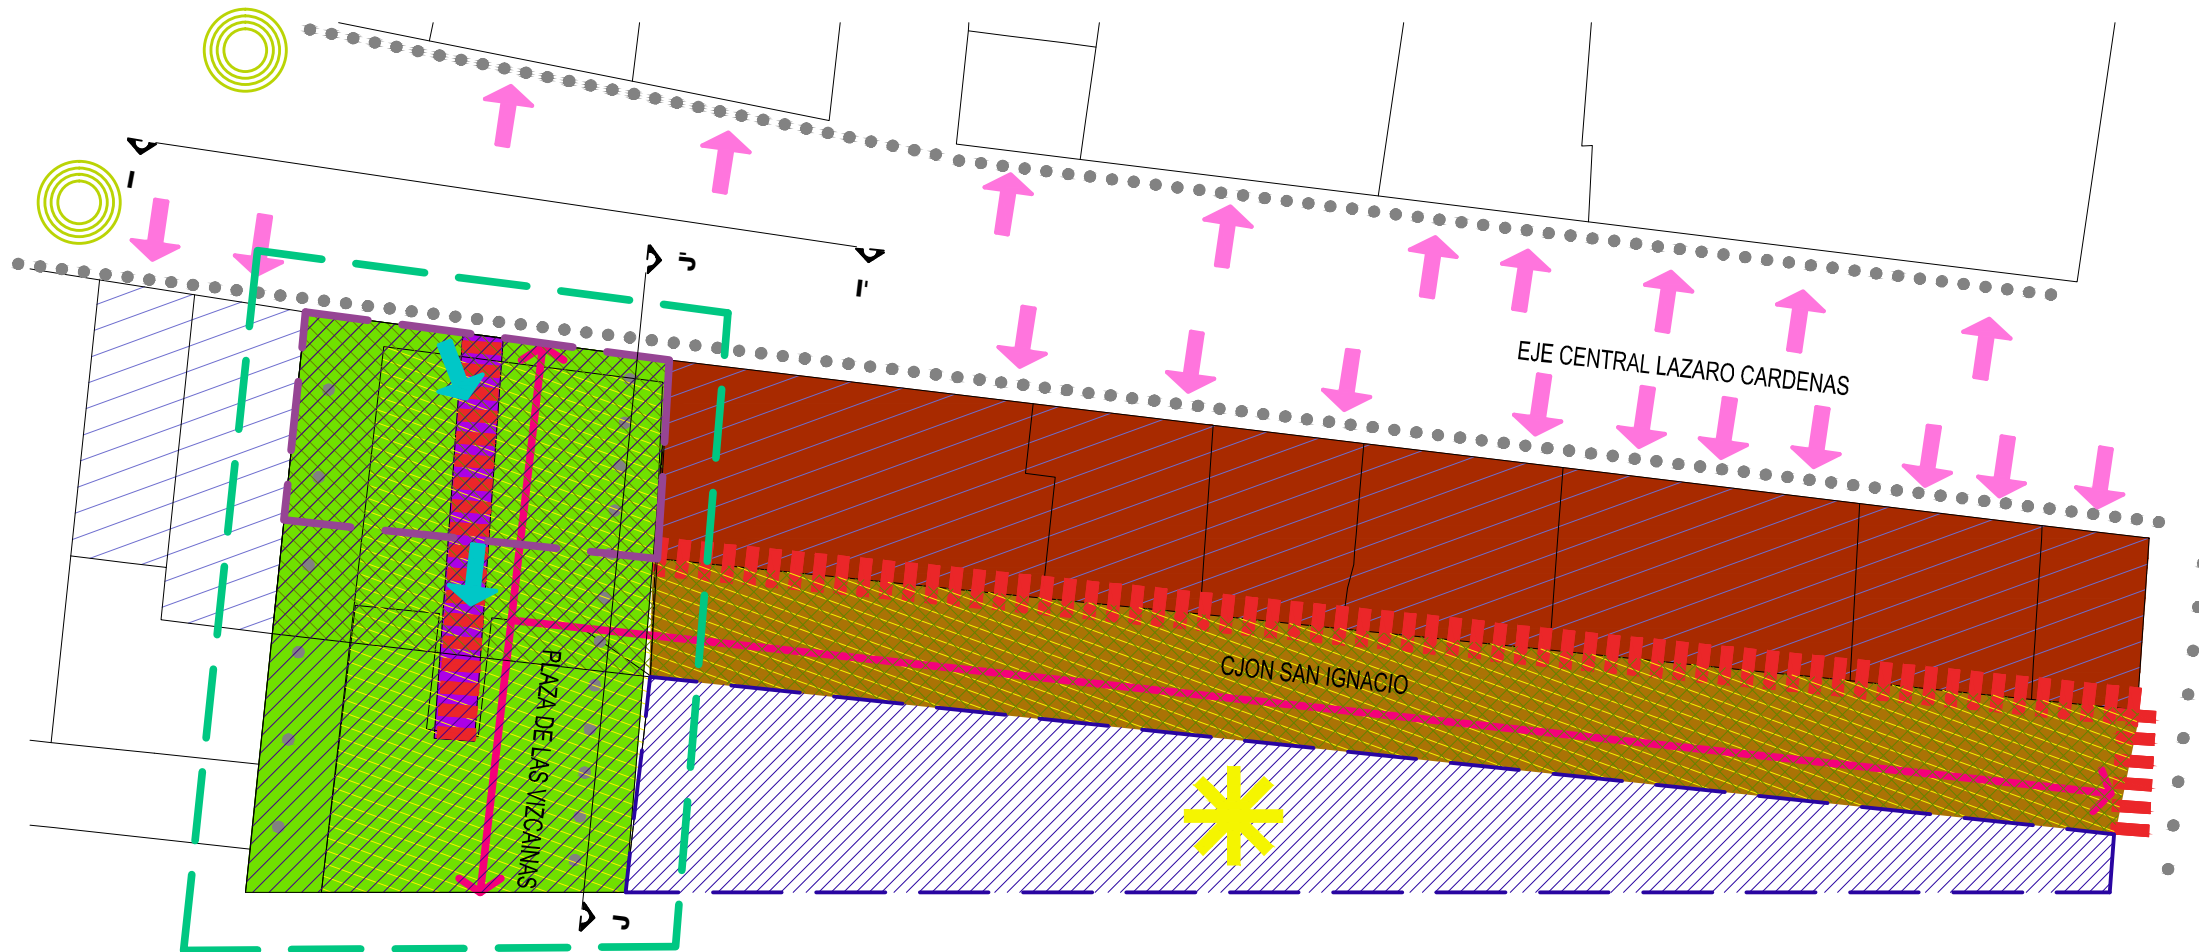 I
J'
I'
EJE CENTRAL LAZARO CARDENAS
CJON SAN IGNACIO
PLAZA DE LAS VIZCAINAS
J